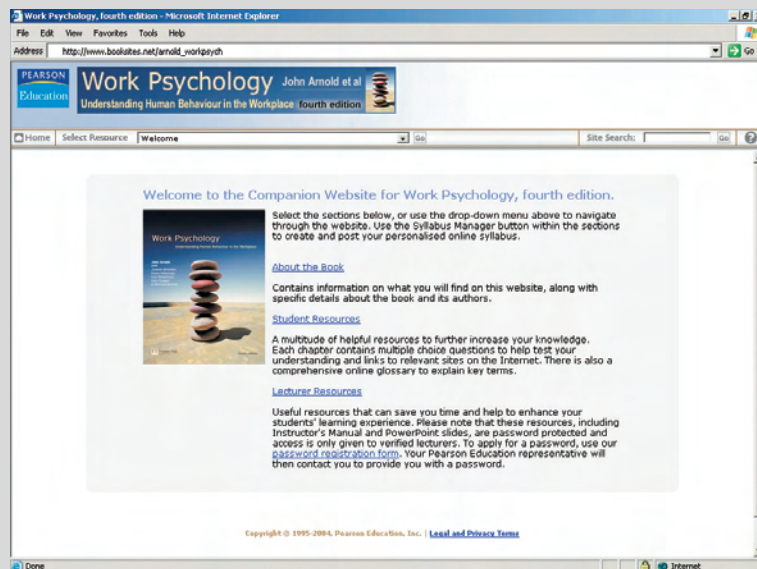 Work Psychology, fourth edition - Microsoft Internet Explorer
File Edit View Favorites Tools Help
Address http://www.booksites.net/arnold_workpsych Go
PEARSON
Education
Work Psychology John Arnold et al
Understanding Human Behaviour in the Workplace fourth edition
Home Select Resource Welcome Go Site Search: Go ?
Welcome to the Companion Website for Work Psychology, fourth edition.
Work Psychology
Select the sections below, or use the drop-down menu above to navigate
through the website. Use the Syllabus Manager button within the sections
to create and post your personalised online syllabus.
About the Book
Contains information on what you will find on this website, along with
specific details about the book and its authors.
Student Resources
A multitude of helpful resources to further increase your knowledge.
Each chapter contains multiple choice questions to help test your
understanding and links to relevant sites on the Internet. There is also a
comprehensive online glossary to explain key terms.
Lecturer Resources
Useful resources that can save you time and help to enhance your
students' learning experience. Please note that these resources, including
Instructor's Manual and PowerPoint slides, are password protected and
access is only given to verified lecturers. To apply for a password, use our
password registration form. Your Pearson Education representative will
then contact you to provide you with a password.
Copyright © 1995-2004, Pearson Education, Inc. | Legal and Privacy Terms
Done Internet